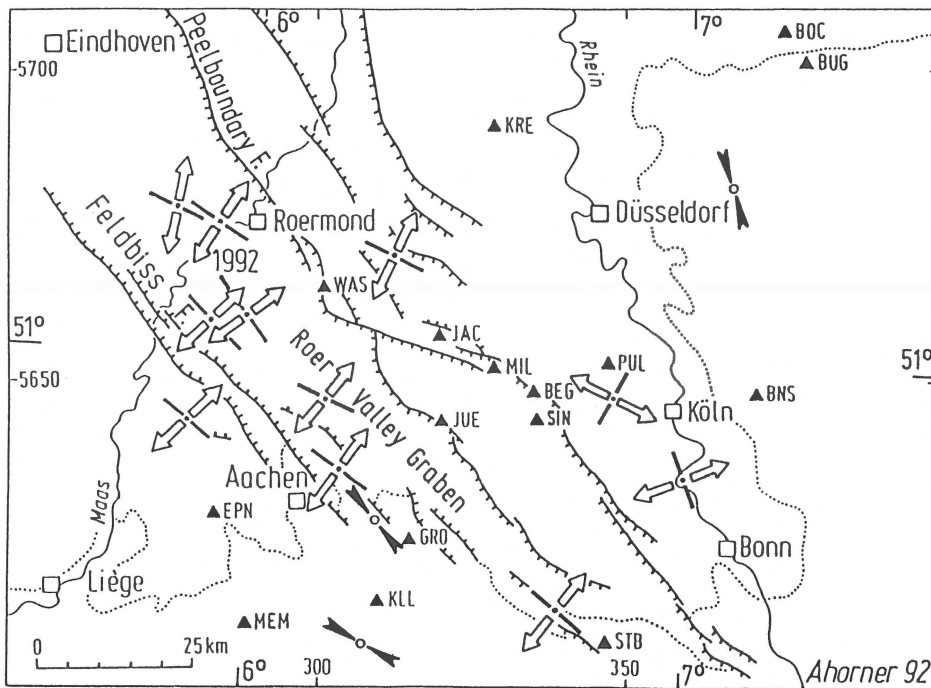 6°
7°
Eindhoven
BOC
BUG
-5700
Peelboundary F.
Rhein
KRE
Roermond
Düsseldorf
1992
Feldbiss F.
WAS
51°
JAC
51°
-5650
MIL
PUL
Roer Valley Graben
BEG
BNS
JUE
SIN
Köln
Aachen
Maas
EPN
GRO
Bonn
Liège
KLL
MEM
STB
0
25 km
6°
300
350
7°
Ahorner 92